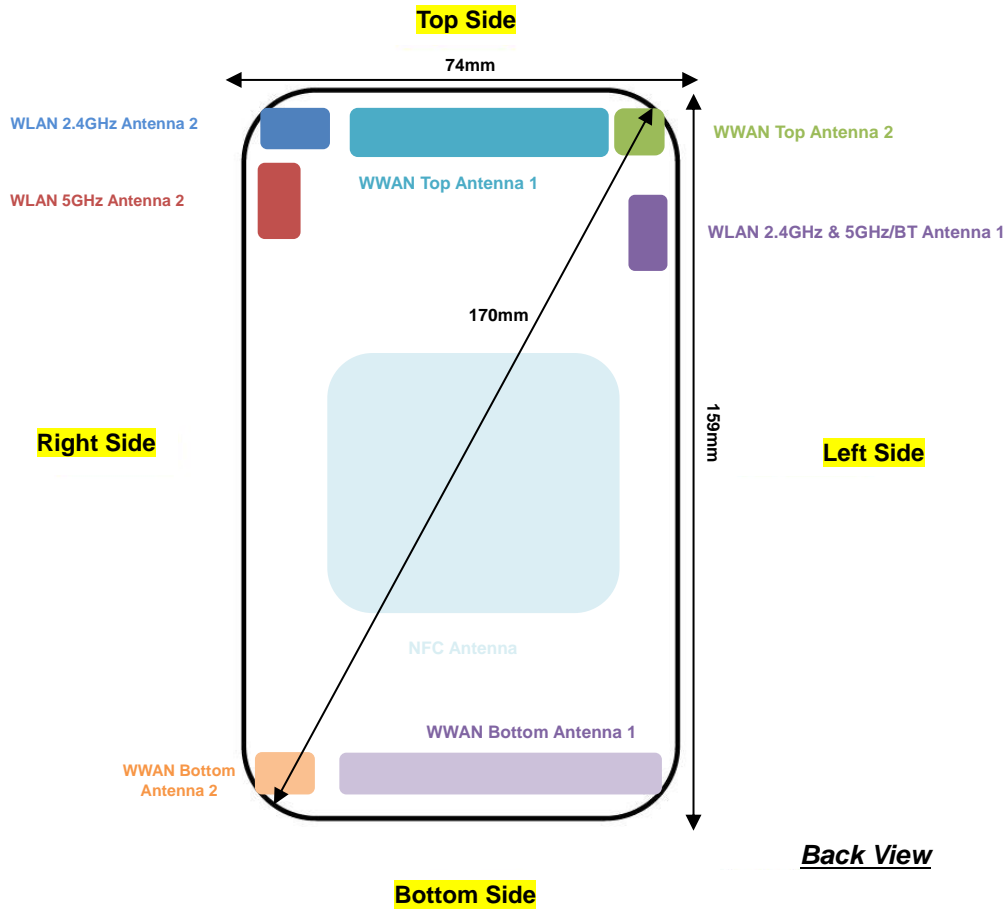 Top Side
74mm
WLAN 2.4GHz Antenna 2
WWAN Top Antenna 2
WWAN Top Antenna 1
WLAN 5GHz Antenna 2
WLAN 2.4GHz & 5GHz/BT Antenna 1
170mm
159mm
Right Side
Left Side
NFC Antenna
WWAN Bottom Antenna 1
WWAN Bottom
Antenna 2
Back View
Bottom Side